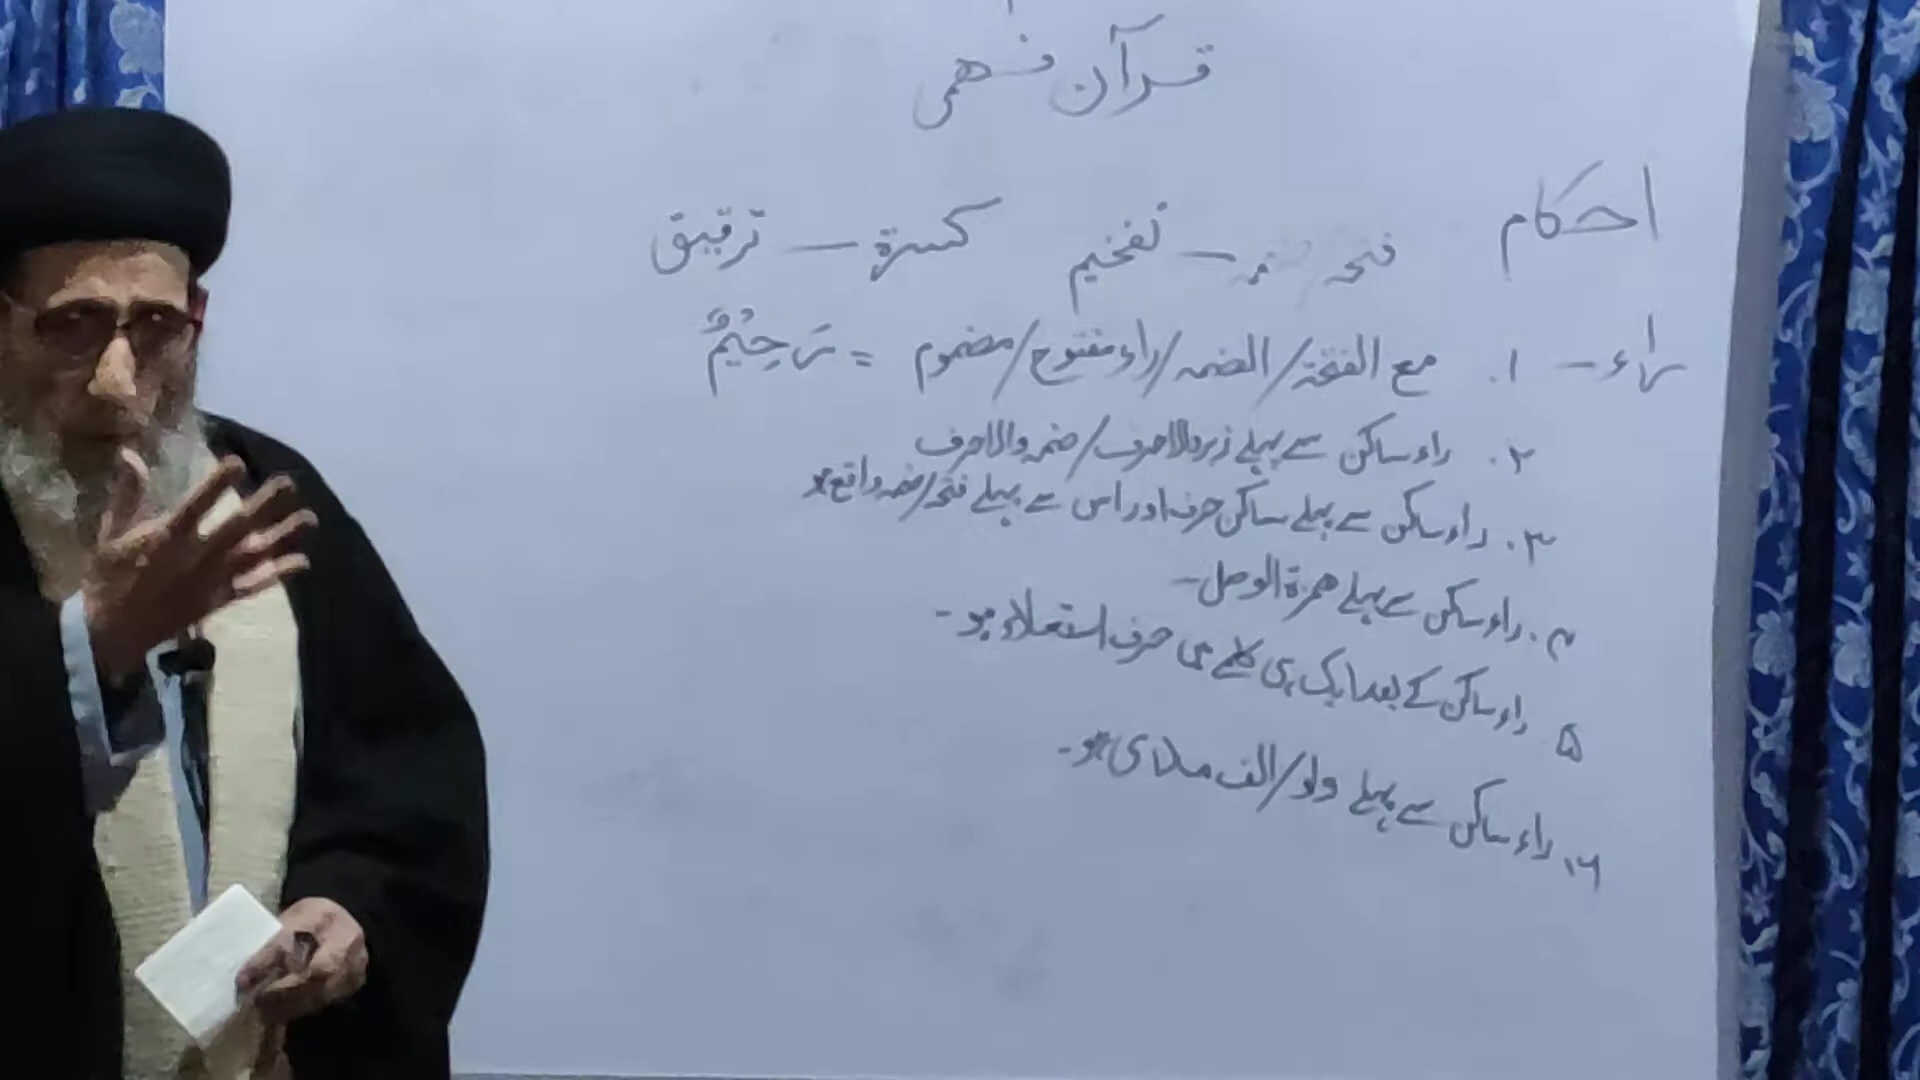 قرآن فہمی
احکام فتحہ ضمہ — تفخیم کسرۃ — ترقیق
راء — ۱. مع الفتحۃ/الضمہ/راء مفتوح/مضموم = رَحِیْمٌ
۲. راء ساکن سے پہلے زبر والا حرف/ضمہ والا حرف
۳. راء ساکن سے پہلے ساکن حرف اور اس سے پہلے فتحہ/ضمہ واقع ہو
۴. راء ساکن سے پہلے ھمزۃ الوصل -
۵ راء ساکن کے بعد ایک ہی کلمے میں حرف استعلاء ہو -
۶. راء ساکن سے پہلے واو/الف مدی ہو -